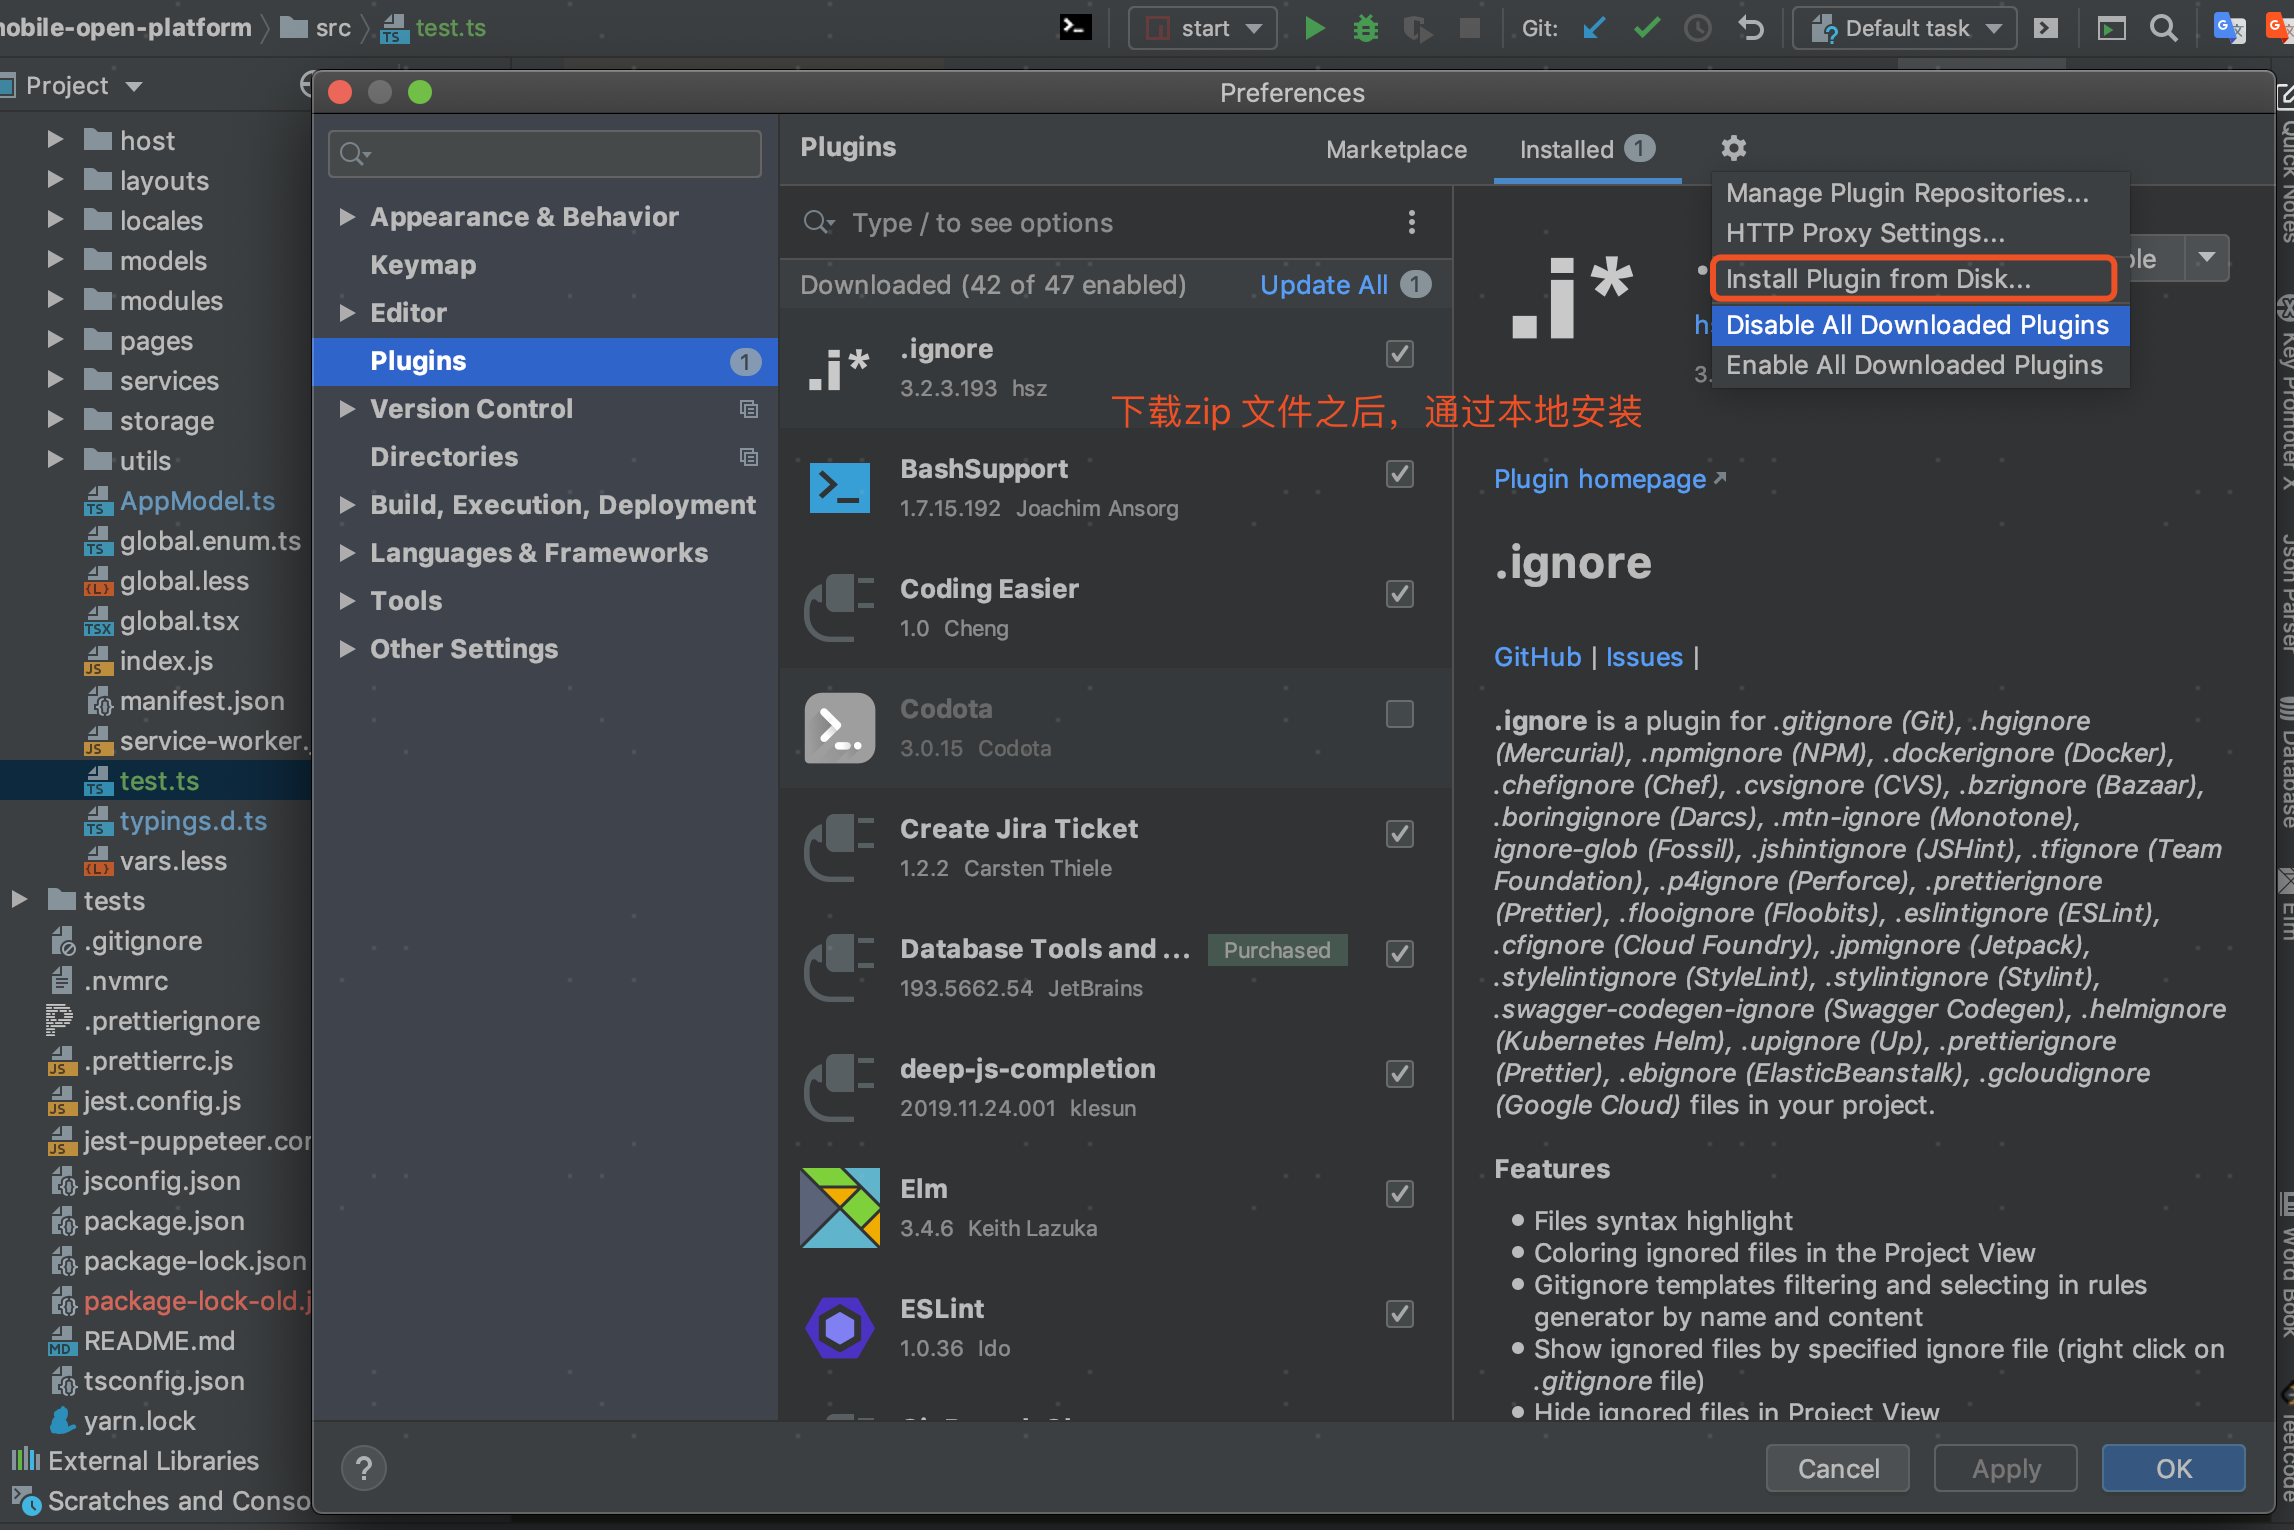 mobile-open-platform
src
test.ts
start
Git:
Default task
Project
host
layouts
locales
models
modules
pages
services
storage
utils
AppModel.ts
global.enum.ts
global.less
global.tsx
index.js
manifest.json
service-worker.
test.ts
typings.d.ts
vars.less
tests
.gitignore
.nvmrc
.prettierignore
.prettierrc.js
jest.config.js
jest-puppeteer.con
jsconfig.json
package.json
package-lock.json
package-lock-old.j
README.md
tsconfig.json
yarn.lock
External Libraries
Scratches and Conso
Preferences
Appearance & Behavior
Keymap
Editor
Plugins 1
Version Control
Directories
Build, Execution, Deployment
Languages & Frameworks
Tools
Other Settings
Plugins
Marketplace
Installed 1
Type / to see options
Downloaded (42 of 47 enabled)
Update All 1
.ignore
3.2.3.193 hsz
BashSupport
1.7.15.192 Joachim Ansorg
Coding Easier
1.0 Cheng
Codota
3.0.15 Codota
Create Jira Ticket
1.2.2 Carsten Thiele
Database Tools and ... Purchased
193.5662.54 JetBrains
deep-js-completion
2019.11.24.001 klesun
Elm
3.4.6 Keith Lazuka
ESLint
1.0.36 Ido
Manage Plugin Repositories...
HTTP Proxy Settings...
Install Plugin from Disk...
Disable All Downloaded Plugins
Enable All Downloaded Plugins
下载zip 文件之后，通过本地安装
.i*
Plugin homepage
.ignore
GitHub | Issues |
.ignore is a plugin for .gitignore (Git), .hgignore
(Mercurial), .npmignore (NPM), .dockerignore (Docker),
.chefignore (Chef), .cvsignore (CVS), .bzrignore (Bazaar),
.boringignore (Darcs), .mtn-ignore (Monotone),
ignore-glob (Fossil), .jshintignore (JSHint), .tfignore (Team
Foundation), .p4ignore (Perforce), .prettierignore
(Prettier), .flooignore (Floobits), .eslintignore (ESLint),
.cfignore (Cloud Foundry), .jpmignore (Jetpack),
.stylelintignore (StyleLint), .stylintignore (Stylint),
.swagger-codegen-ignore (Swagger Codegen), .helmignore
(Kubernetes Helm), .upignore (Up), .prettierignore
(Prettier), .ebignore (ElasticBeanstalk), .gcloudignore
(Google Cloud) files in your project.
Features
Files syntax highlight
Coloring ignored files in the Project View
Gitignore templates filtering and selecting in rules
generator by name and content
Show ignored files by specified ignore file (right click on
.gitignore file)
Hide ignored files in Project View
?
Cancel
Apply
OK
Quick Notes
Key Promoter X
Json Parser
Database
Elm
Word Book
leetcode